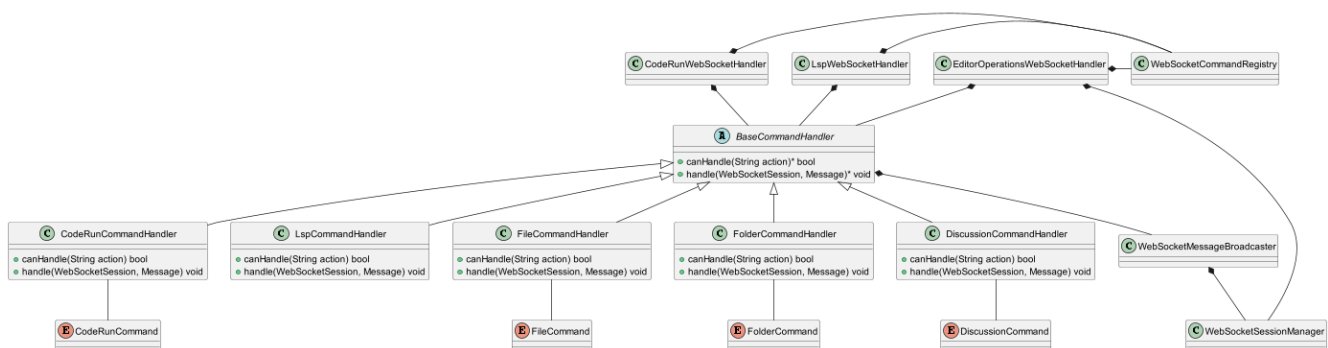 C CodeRunWebSocketHandler
C LspWebSocketHandler
C EditorOperationsWebSocketHandler
C WebSocketCommandRegistry
A BaseCommandHandler
canHandle(String action)* bool
handle(WebSocketSession, Message)* void
C CodeRunCommandHandler
canHandle(String action) bool
handle(WebSocketSession, Message) void
C LspCommandHandler
canHandle(String action) bool
handle(WebSocketSession, Message) void
C FileCommandHandler
canHandle(String action) bool
handle(WebSocketSession, Message) void
C FolderCommandHandler
canHandle(String action) bool
handle(WebSocketSession, Message) void
C DiscussionCommandHandler
canHandle(String action) bool
handle(WebSocketSession, Message) void
C WebSocketMessageBroadcaster
E CodeRunCommand
E FileCommand
E FolderCommand
E DiscussionCommand
C WebSocketSessionManager